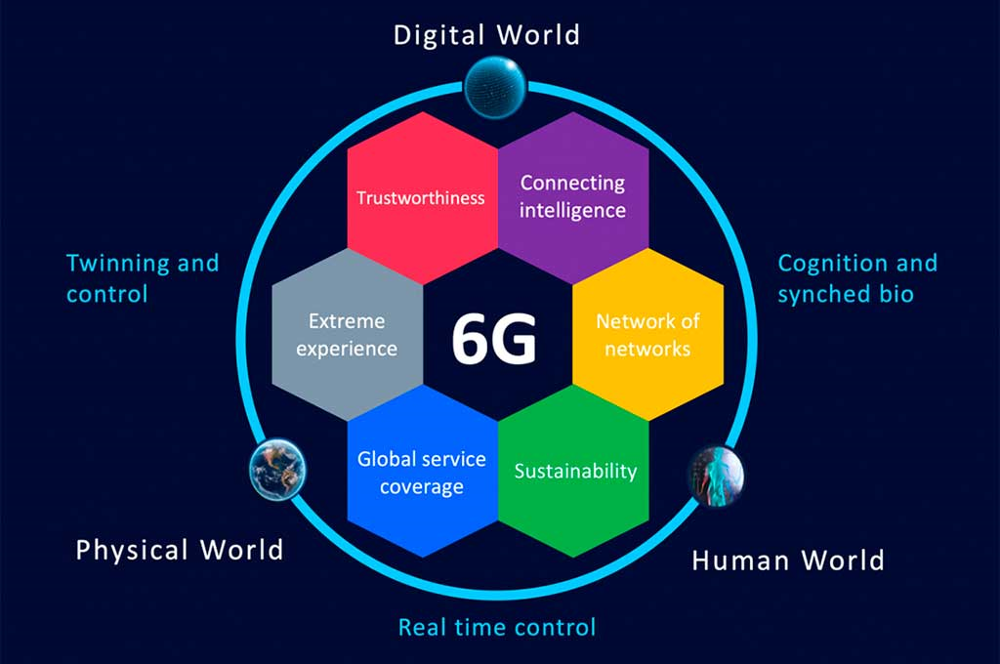 Digital World
Trustworthiness
Connecting
intelligence
Twinning and
control
Cognition and
synched bio
Extreme
experience
6G
Network of
networks
Global service
coverage
Sustainability
Physical World
Human World
Real time control